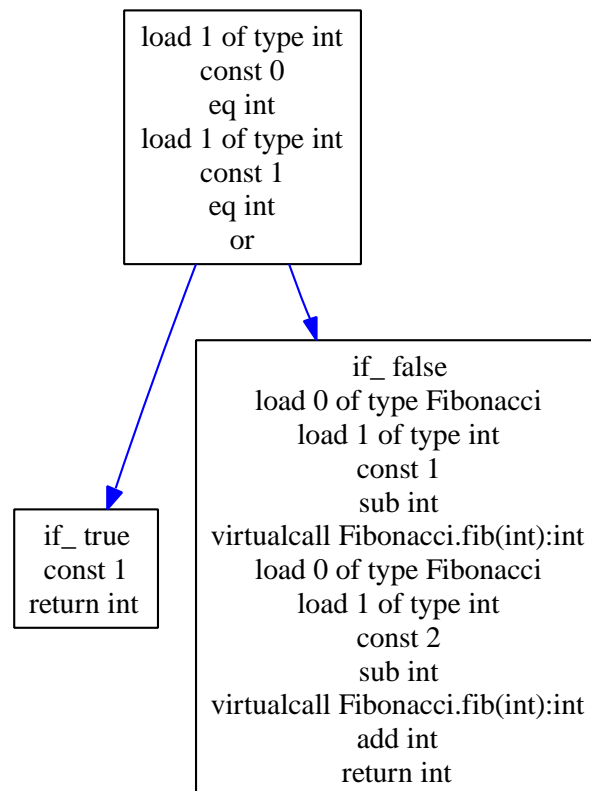 load 1 of type int
const 0
eq int
load 1 of type int
const 1
eq int
or
if_ true
const 1
return int
if_ false
load 0 of type Fibonacci
load 1 of type int
const 1
sub int
virtualcall Fibonacci.fib(int):int
load 0 of type Fibonacci
load 1 of type int
const 2
sub int
virtualcall Fibonacci.fib(int):int
add int
return int